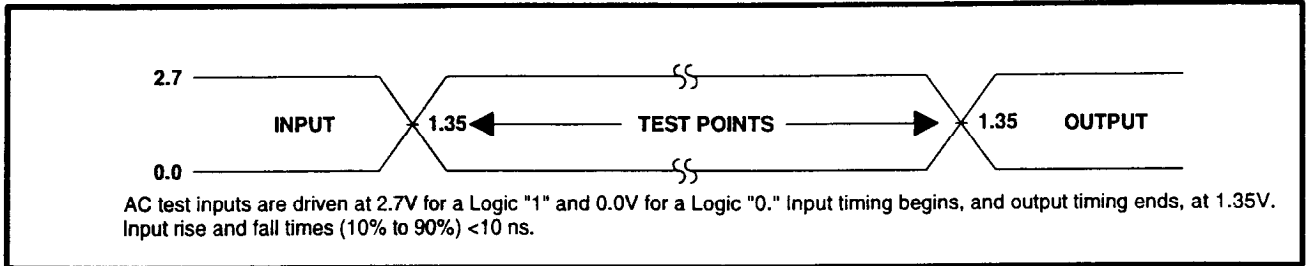 2.7
INPUT 1.35 TEST POINTS 1.35 OUTPUT
0.0
AC test inputs are driven at 2.7V for a Logic "1" and 0.0V for a Logic "0." Input timing begins, and output timing ends, at 1.35V.
Input rise and fall times (10% to 90%) <10 ns.